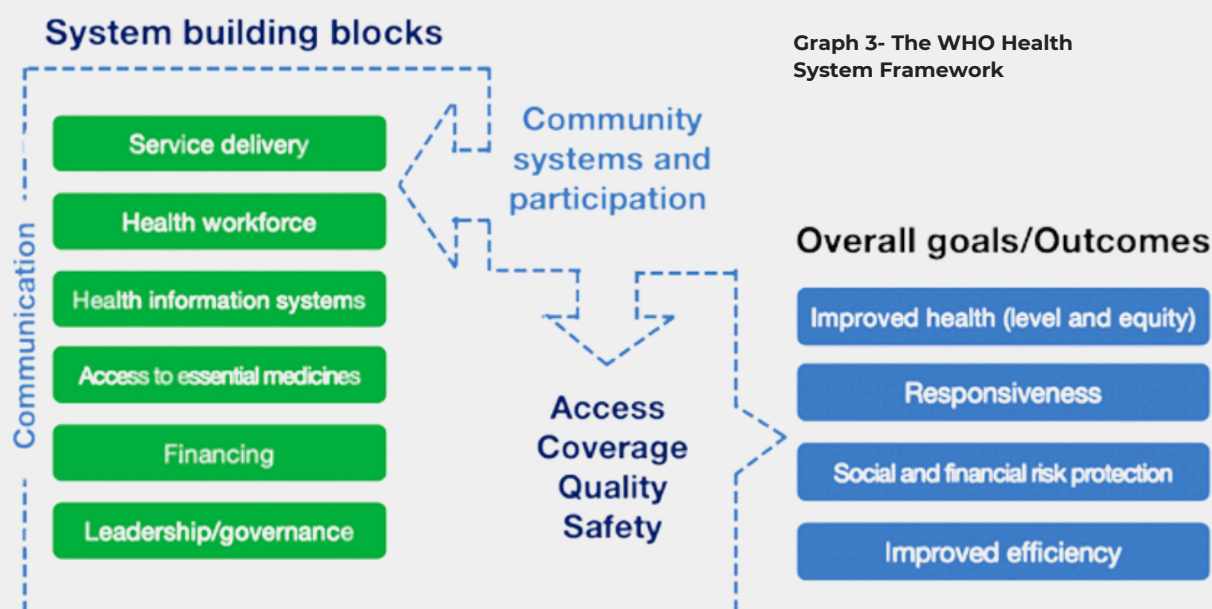 System building blocks
Graph 3- The WHO Health
System Framework
Communication
Service delivery
Health workforce
Health information systems
Access to essential medicines
Financing
Leadership/governance
Community
systems and
participation
Access
Coverage
Quality
Safety
Overall goals/Outcomes
Improved health (level and equity)
Responsiveness
Social and financial risk protection
Improved efficiency